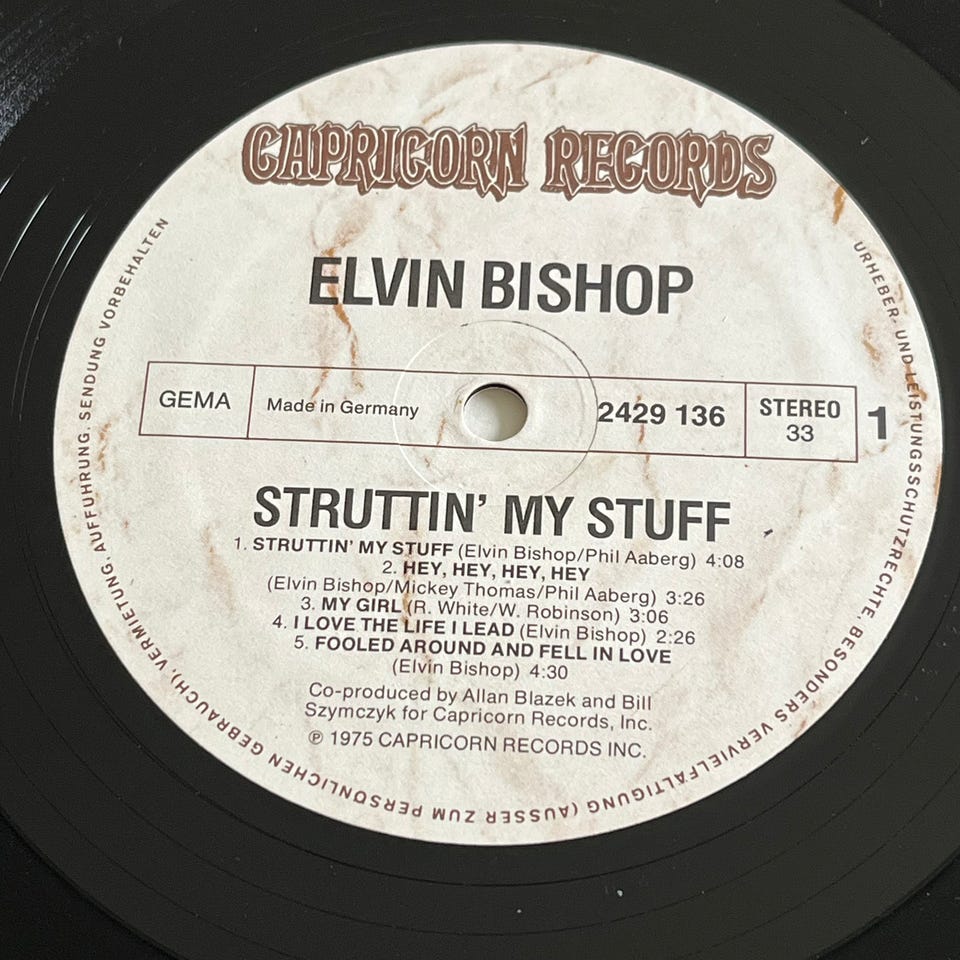 CAPRICORN RECORDS
ELVIN BISHOP
GEMA
Made in Germany
2429 136
STEREO
33
1
STRUTTIN' MY STUFF
1. STRUTTIN' MY STUFF (Elvin Bishop/Phil Aaberg) 4:08
2. HEY, HEY, HEY, HEY
(Elvin Bishop/Mickey Thomas/Phil Aaberg) 3:26
3. MY GIRL (R. White/W. Robinson) 3:06
4. I LOVE THE LIFE I LEAD (Elvin Bishop) 2:26
5. FOOLED AROUND AND FELL IN LOVE
(Elvin Bishop) 4:30
Co-produced by Allan Blazek and Bill
Szymczyk for Capricorn Records, Inc.
℗ 1975 CAPRICORN RECORDS INC.
URHEBER- UND LEISTUNGSSCHUTZRECHTE, BESONDERS VERVIELFÄLTIGUNG (AUSSER ZUM PERSÖNLICHEN GEBRAUCH), VERMIETUNG, AUFFÜHRUNG, SENDUNG VORBEHALTEN